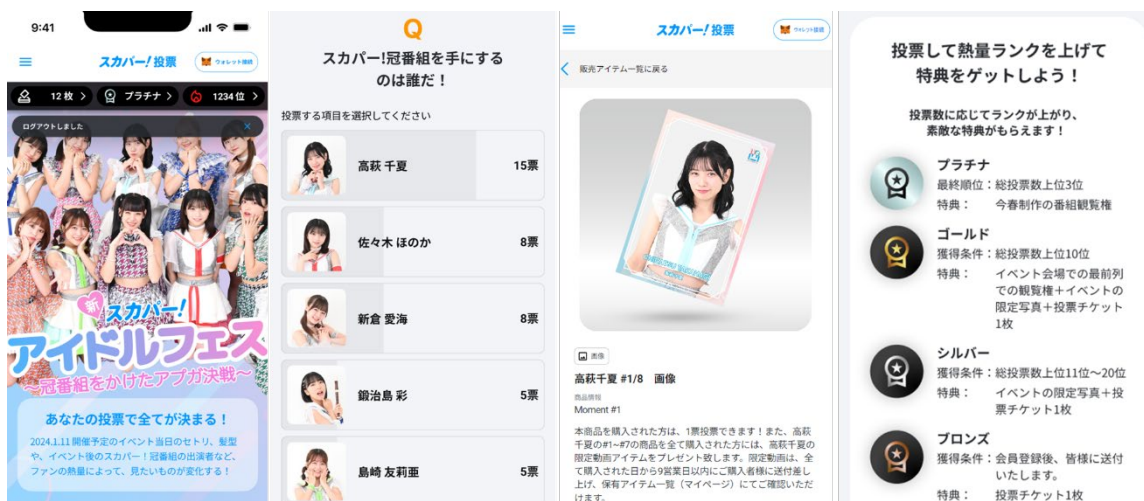 9:41
スカパー!投票
ウォレット接続
12 枚
プラチナ
1234 位
ログアウトしました
新
スカパー!
アイドルフェス
～冠番組をかけたアプガ決戦～
あなたの投票で全てが決まる！
2024.1.11 開催予定のイベント当日のセトリ、髪型
や、イベント後のスカパー！冠番組の出演者など、
ファンの熱量によって、見たいものが変化する！
Q
スカパー!冠番組を手にする
のは誰だ！
投票する項目を選択してください
高萩 千夏
15票
佐々木 ほのか
8票
新倉 愛海
8票
鍛治島 彩
5票
島崎 友莉亜
5票
スカパー!投票
ウォレット接続
販売アイテム一覧に戻る
画像
高萩千夏 #1/8　画像
商品情報
Moment #1
本商品を購入された方は、1票投票できます！また、高萩
千夏の#1~#7の商品を全て購入された方には、高萩千夏の
限定動画アイテムをプレゼント致します。限定動画は、全
て購入された日から9営業日以内にご購入者様に送付差し
上げ、保有アイテム一覧（マイページ）にてご確認いただ
けます。
投票して熱量ランクを上げて
特典をゲットしよう！
投票数に応じてランクが上がり、
素敵な特典がもらえます！
プラチナ
最終順位：総投票数上位3位
特典：　今春制作の番組観覧権
ゴールド
獲得条件：総投票数上位10位
特典：　イベント会場での最前列
での観覧権＋イベントの
限定写真＋投票チケット
1枚
シルバー
獲得条件：総投票数上位11位～20位
特典：　イベントの限定写真＋投
票チケット1枚
ブロンズ
獲得条件：会員登録後、皆様に送付
いたします。
特典：　投票チケット1枚